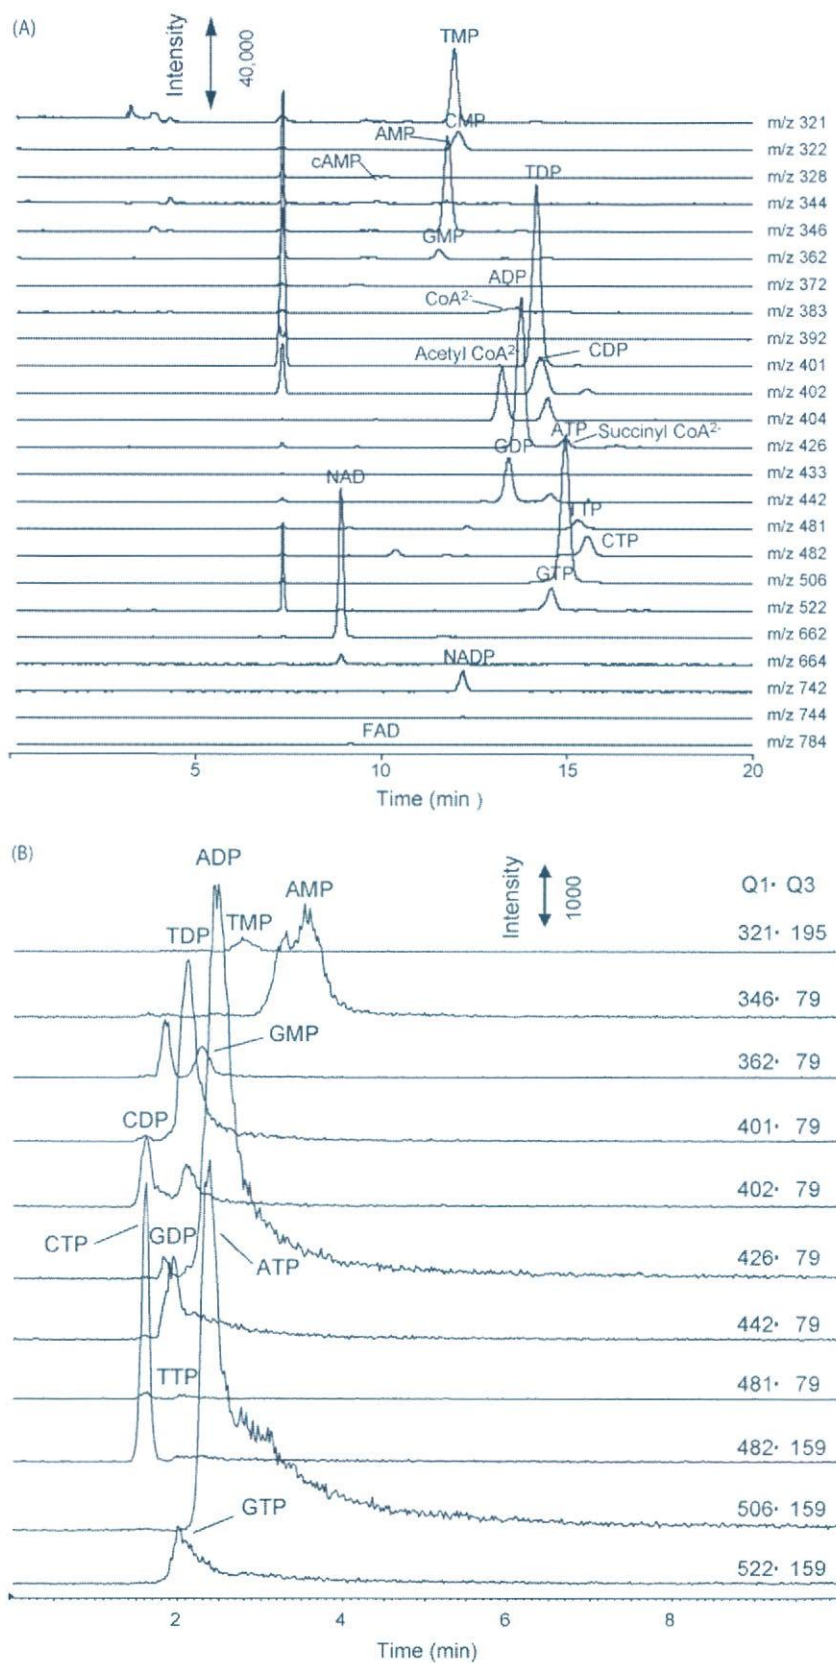 (A)
Intensity
40,000
TMP
m/z 321
CMP
AMP
m/z 322
cAMP
m/z 328
TDP
m/z 344
m/z 346
GMP
m/z 362
ADP
m/z 372
CoA2-
m/z 383
m/z 392
Acetyl CoA2-
CDP
m/z 401
m/z 402
m/z 404
ATP
Succinyl CoA2-
m/z 426
GDP
m/z 433
NAD
m/z 442
TTP
m/z 481
CTP
m/z 482
GTP
m/z 506
m/z 522
m/z 662
NADP
m/z 664
m/z 742
m/z 744
FAD
m/z 784
5 10 15 20
Time (min )
(B)
ADP
Intensity
1000
AMP
Q1· Q3
TDP
TMP
321· 195
346· 79
GMP
362· 79
CDP
401· 79
402· 79
CTP
GDP
ATP
426· 79
442· 79
TTP
481· 79
482· 159
GTP
506· 159
522· 159
2 4 6 8
Time (min)